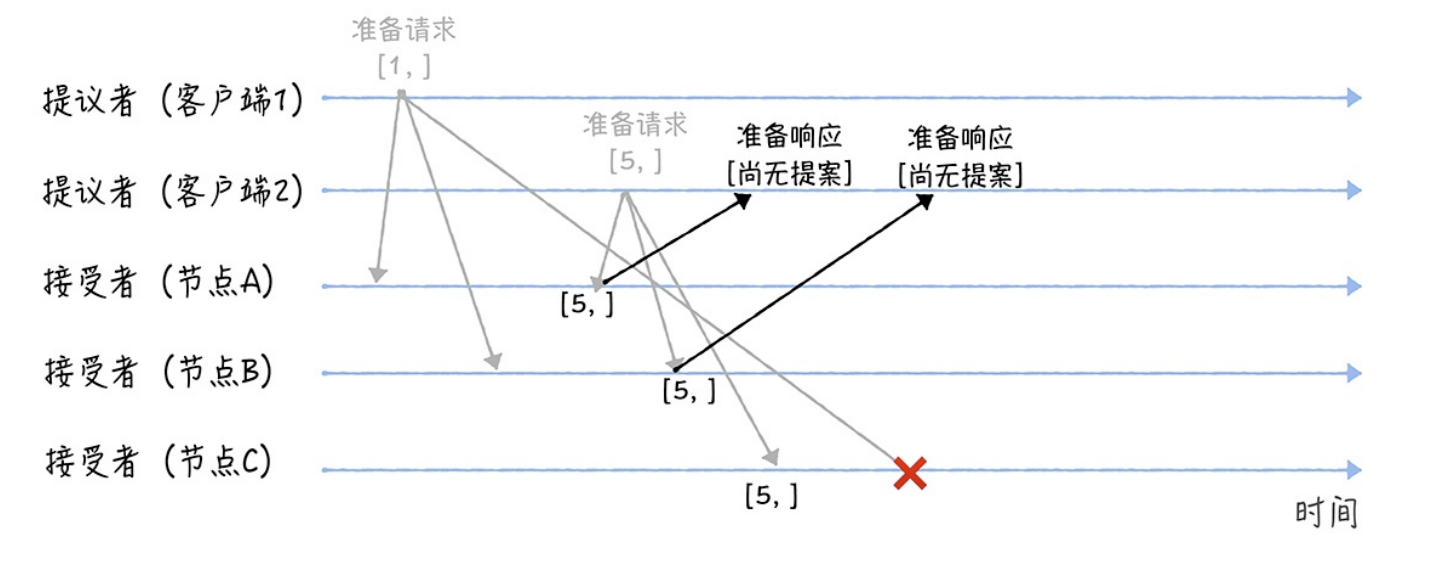 准备请求
[1, ]
提议者（客户端1）
准备请求
[5, ]
准备响应
[尚无提案]
准备响应
[尚无提案]
提议者（客户端2）
接受者（节点A）
[5, ]
接受者（节点B）
[5, ]
接受者（节点C）
[5, ]
时间